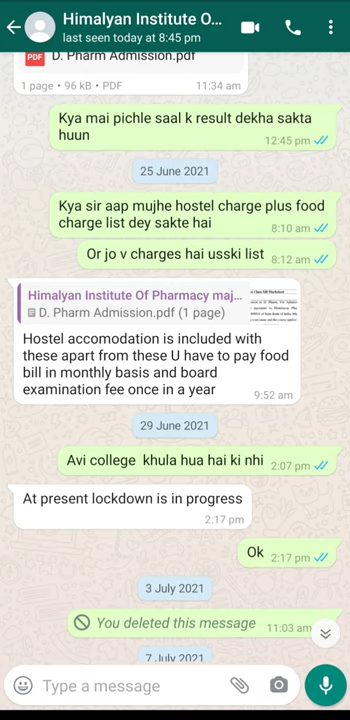 Himalyan Institute O...
last seen today at 8:45 pm
PDF D. Pharm Admission.pdf
1 page • 96 kB • PDF 11:34 am
Kya mai pichle saal k result dekha sakta
huun
12:45 pm
25 June 2021
Kya sir aap mujhe hostel charge plus food
charge list dey sakte hai
8:10 am
Or jo v charges hai usski list 8:12 am
Himalyan Institute Of Pharmacy maj...
D. Pharm Admission.pdf (1 page)
Hostel accomodation is included with
these apart from these U have to pay food
bill in monthly basis and board
examination fee once in a year
9:52 am
29 June 2021
Avi college khula hua hai ki nhi 2:07 pm
At present lockdown is in progress
2:17 pm
Ok 2:17 pm
3 July 2021
You deleted this message 11:03 am
7 July 2021
Type a message